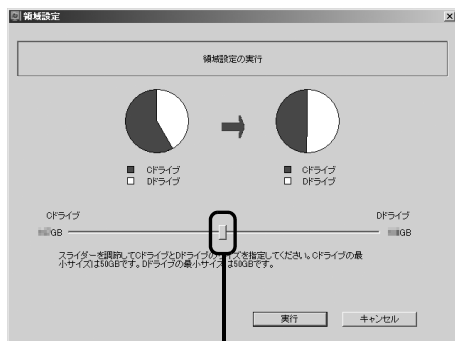 領域設定
領域設定の実行
Cドライブ
Dドライブ
Cドライブ
Dドライブ
Cドライブ
Dドライブ
GB
GB
スライダーを調節してCドライブとDドライブのサイズを指定してください。Cドライブの最
小サイズは50GBです。Dドライブの最小サイズは50GBです。
実行
キャンセル